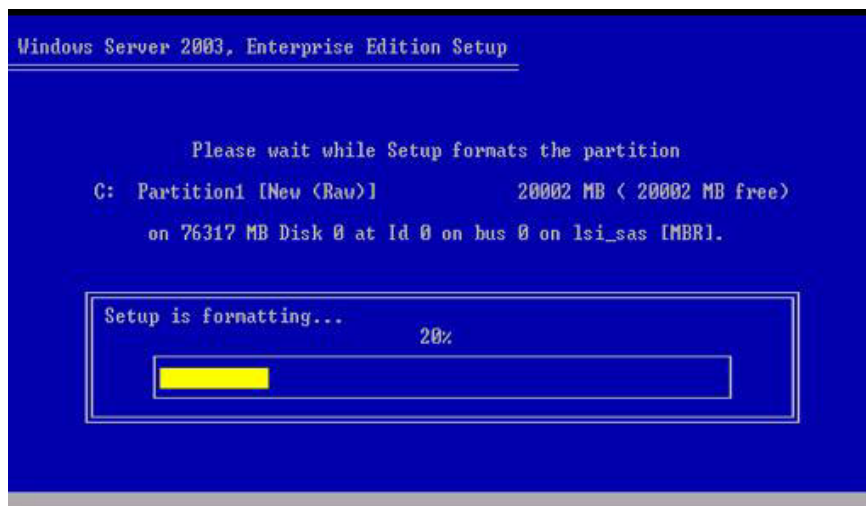 Windows Server 2003, Enterprise Edition Setup
Please wait while Setup formats the partition
C: Partition1 [New (Raw)] 20002 MB ( 20002 MB free)
on 76317 MB Disk 0 at Id 0 on bus 0 on lsi_sas [MBR].
Setup is formatting...
20%